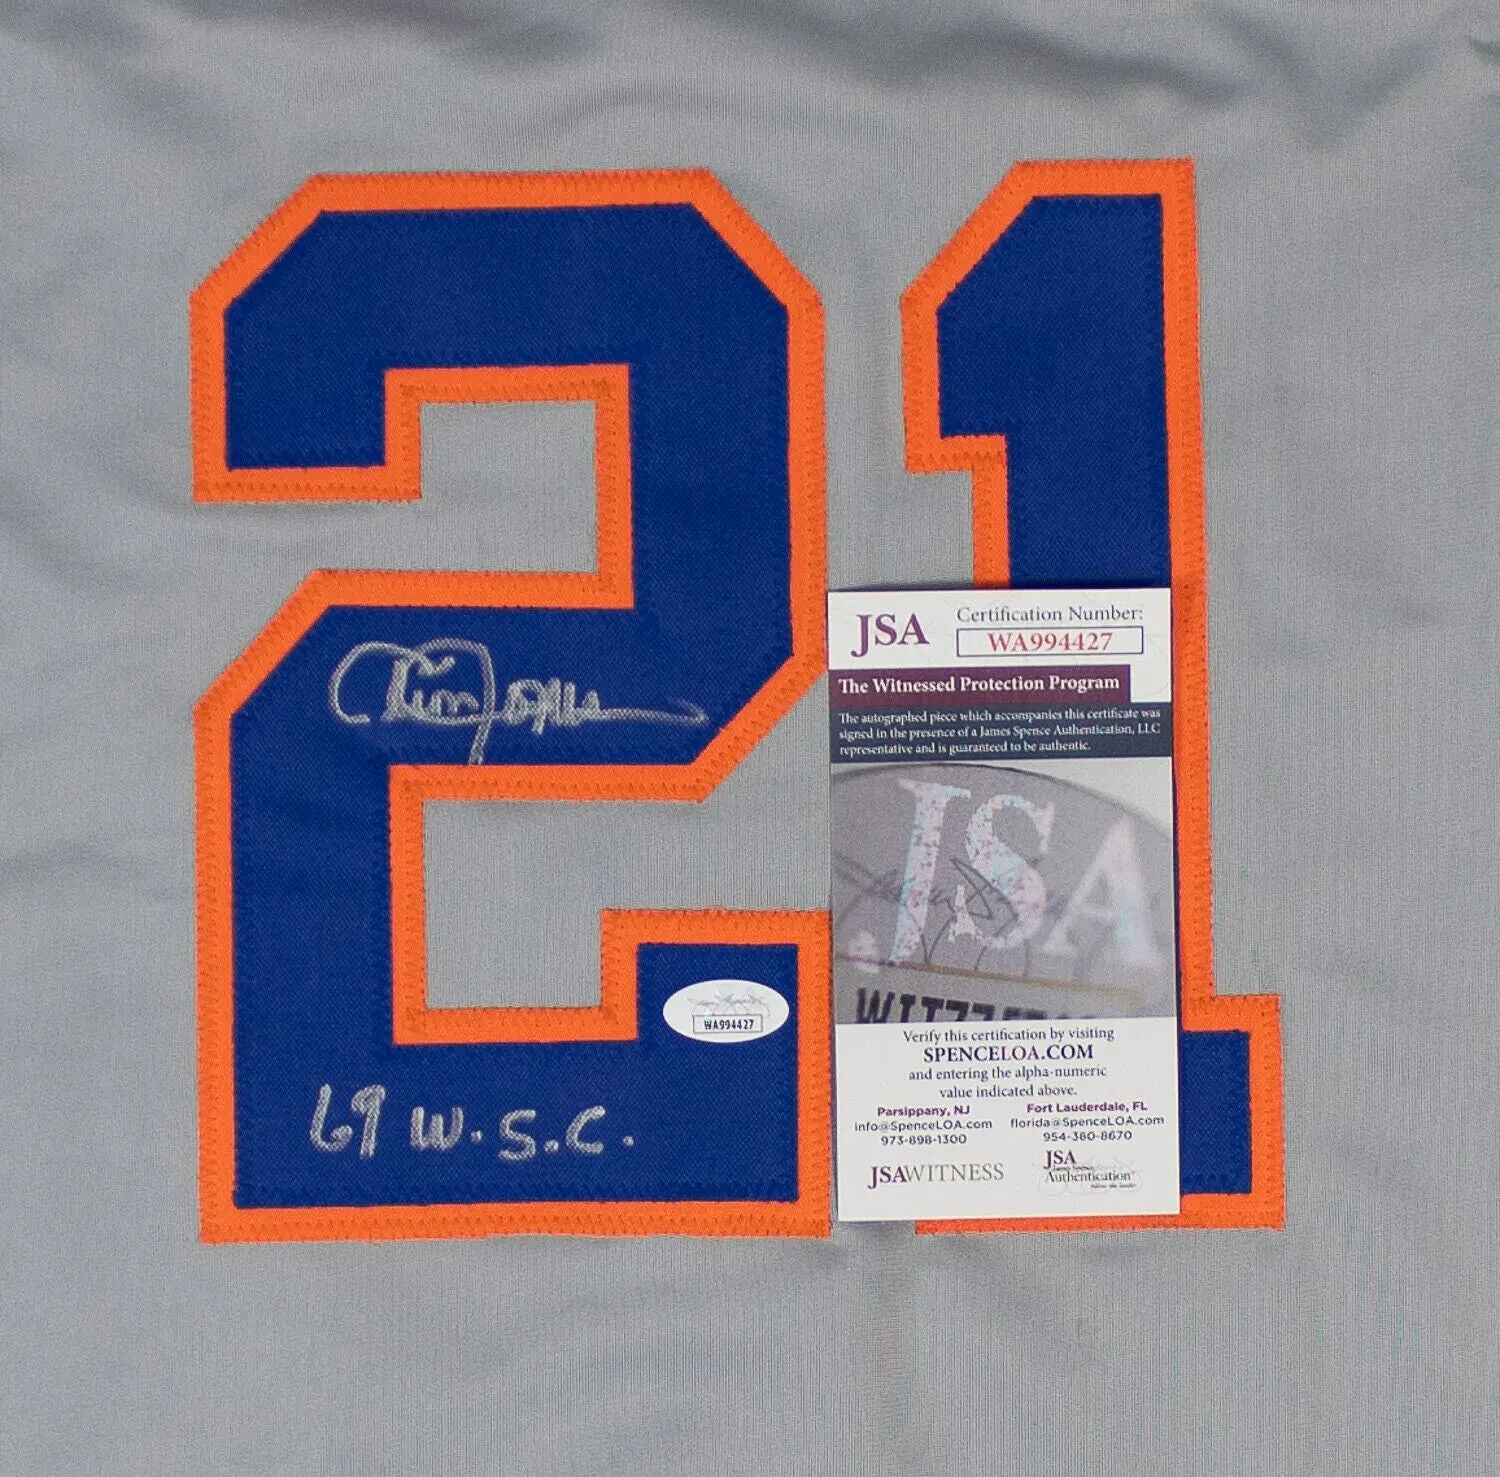 21
Cleon Jones
69 W.S.C.
WA994427
JSA
Certification Number:
WA994427
The Witnessed Protection Program
The autographed piece which accompanies this certificate was
signed in the presence of a James Spence Authentication, LLC
representative and is guaranteed to be authentic.
JSA
Verify this certification by visiting
SPENCELOA.COM
and entering the alpha-numeric
value indicated above.
Parsippany, NJ
info@SpenceLOA.com
973-898-1300
Fort Lauderdale, FL
florida@SpenceLOA.com
954-380-8670
JSAWITNESS
JSA
Authentication